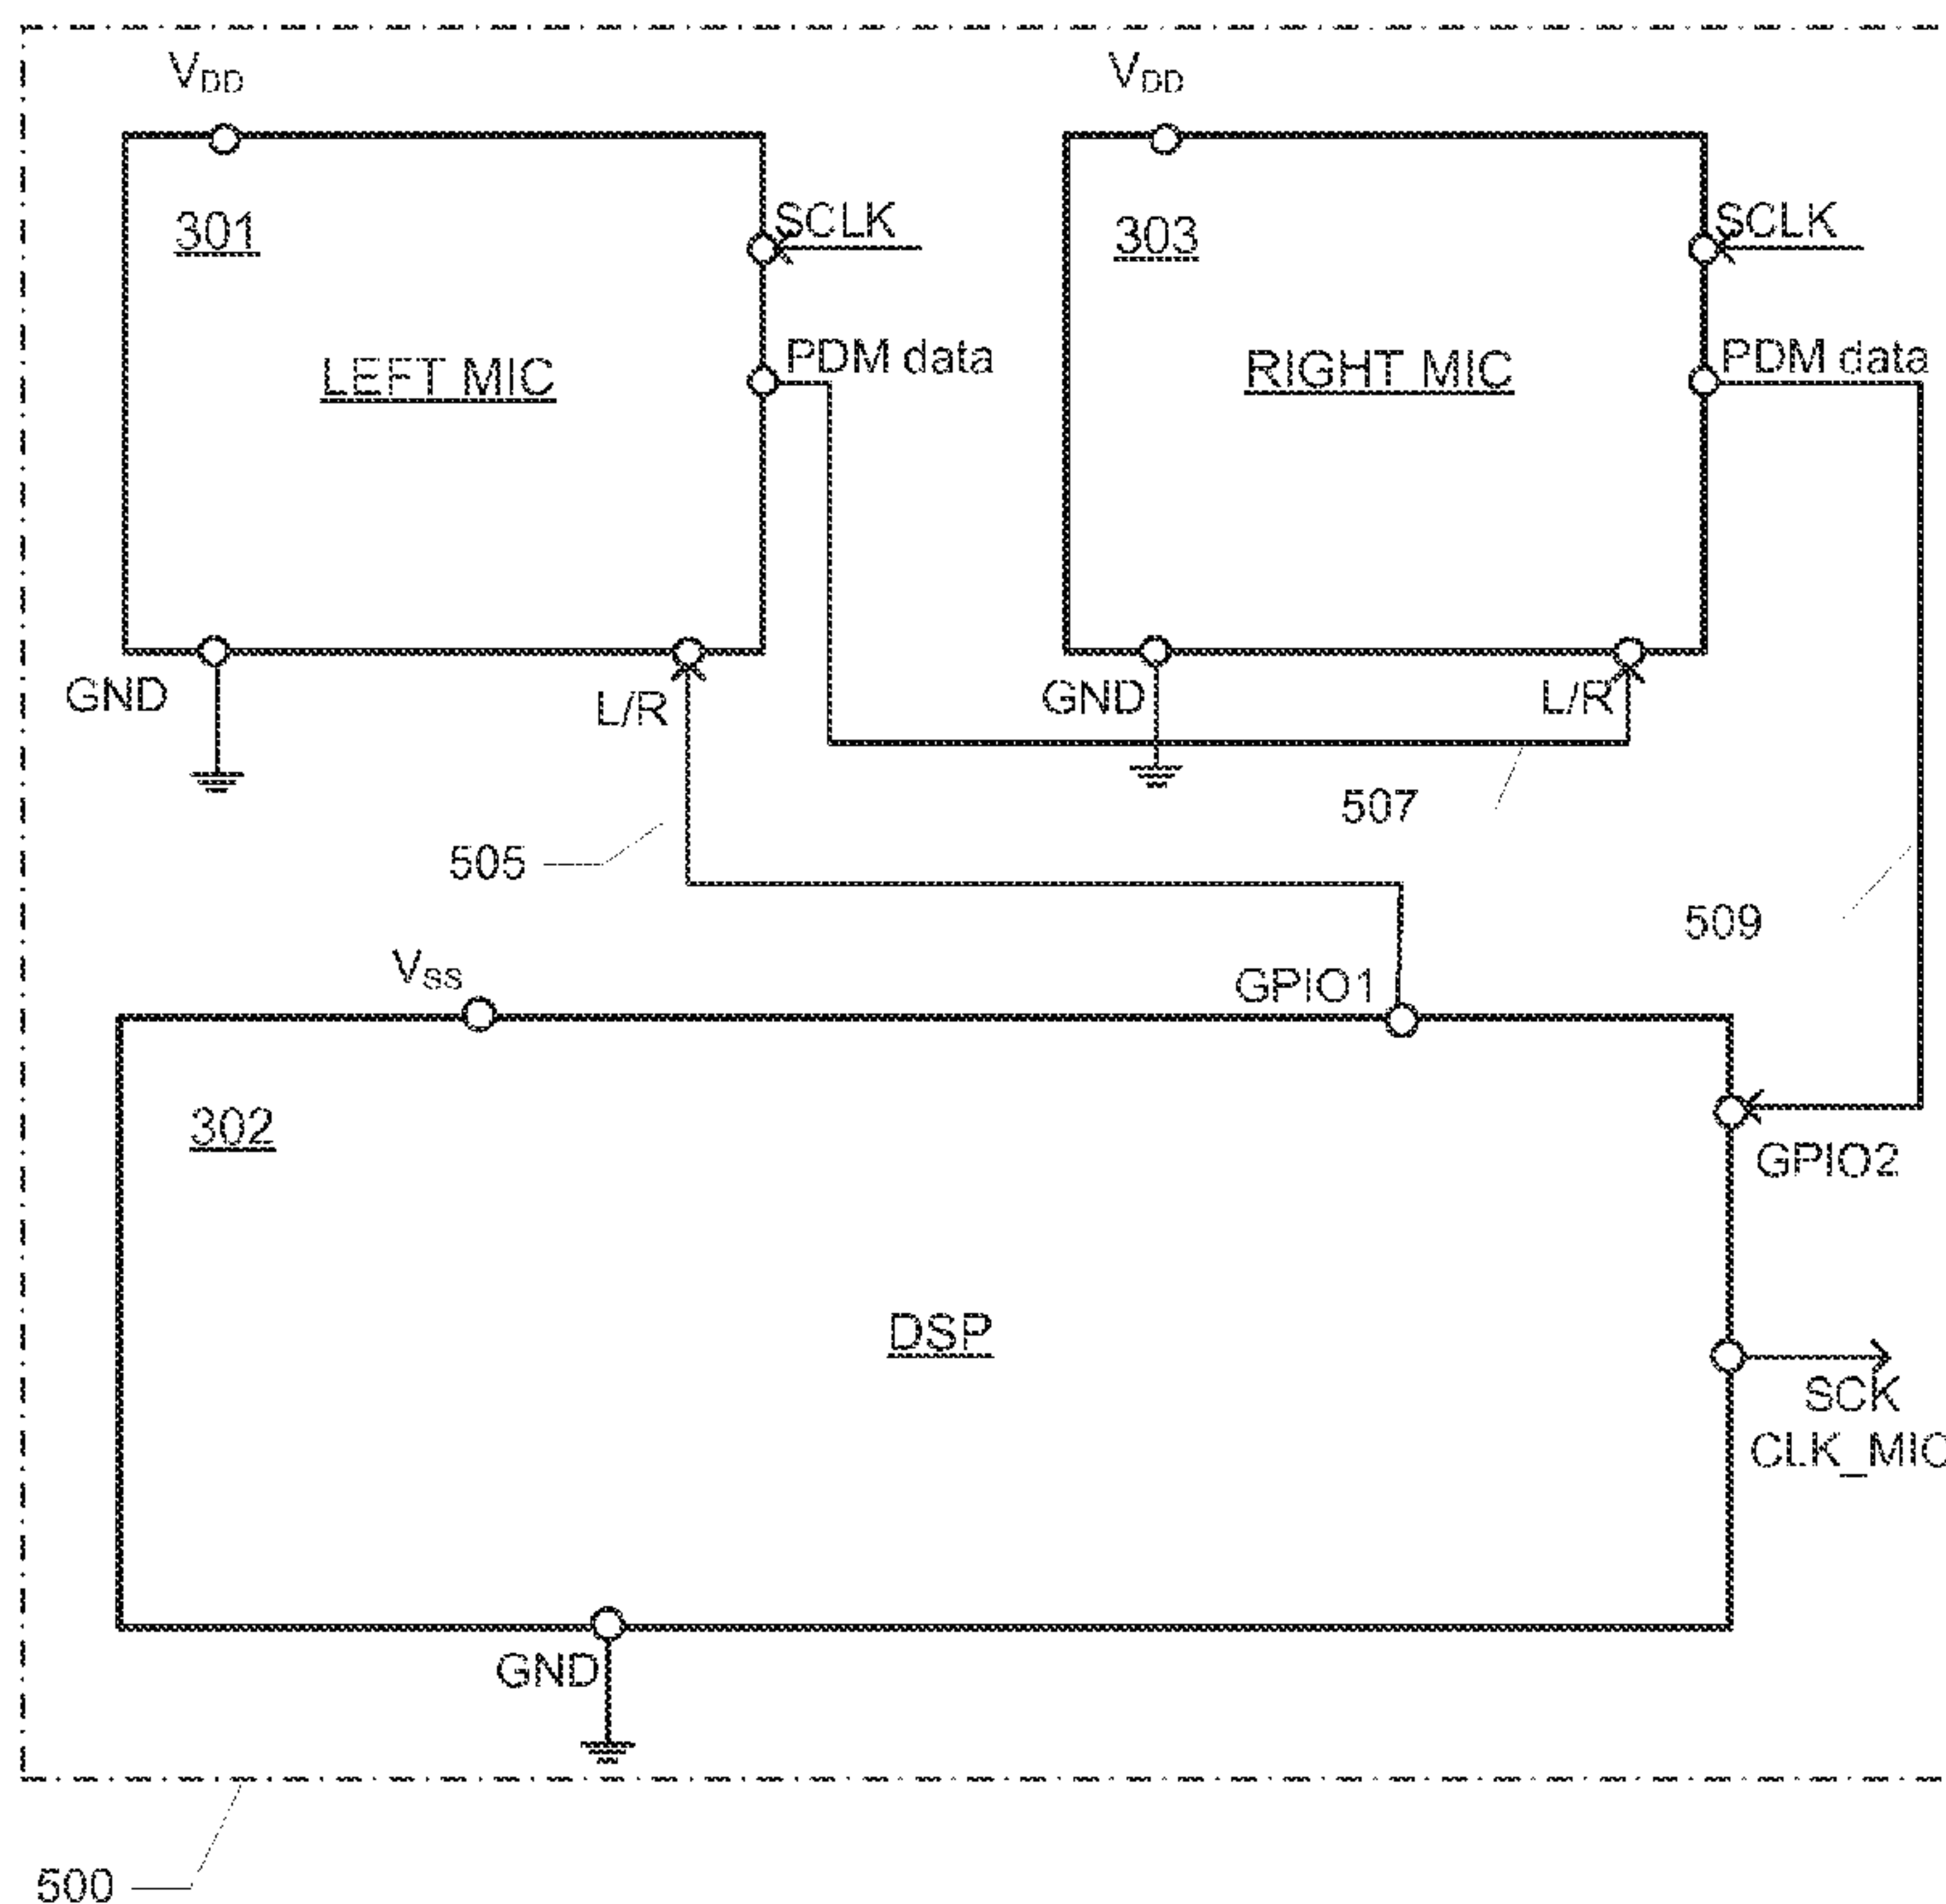 VDD
VDD
301
SCLK
303
SCLK
LEFT MIC
PDM data
RIGHT MIC
PDM data
GND
L/R
GND
L/R
507
505
509
VSS
GPIO1
302
GPIO2
DSP
SCK
CLK_MIC
GND
500